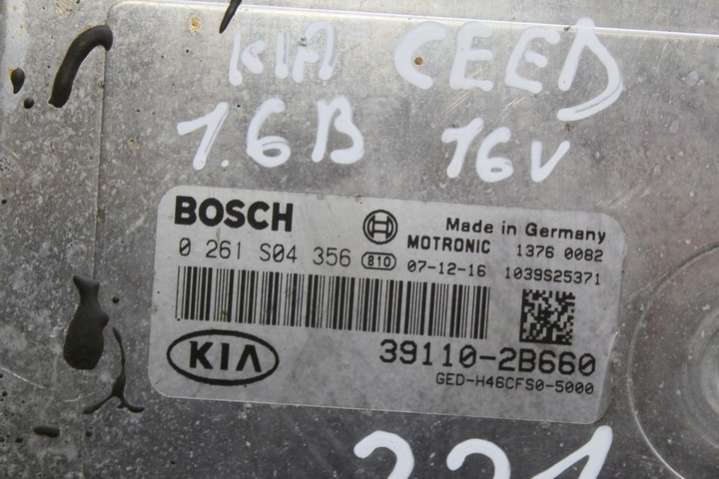 KIA CEED
1.6B 16V
BOSCH Made in Germany
MOTRONIC 1376 0082
0 261 S04 356 810 07-12-16 1039S25371
KIA 39110-2B660
GED-H46CFS0-5000
221